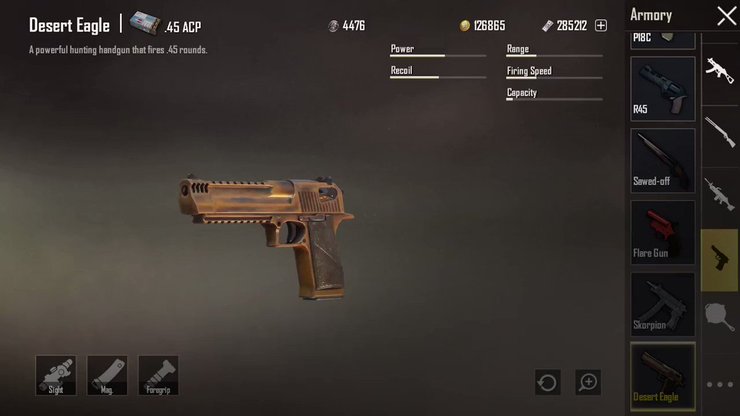 Desert Eagle
.45 ACP
4476
126865
285212
Armory
A powerful hunting handgun that fires .45 rounds.
Power
Range
Recoil
Firing Speed
Capacity
P18C
R45
Sawed-off
Flare Gun
Skorpion
Desert Eagle
Sight
Mag.
Foregrip